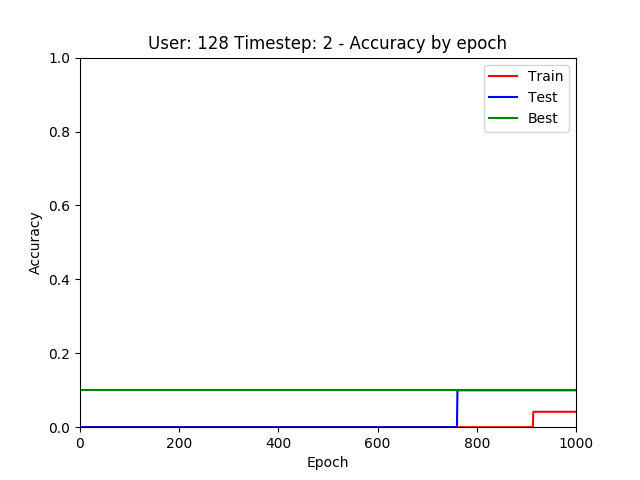 User: 128 Timestep: 2 - Accuracy by epoch
1.0
Train
Test
Best
0.8
0.6
Accuracy
0.4
0.2
0.0
0 200 400 600 800 1000
Epoch